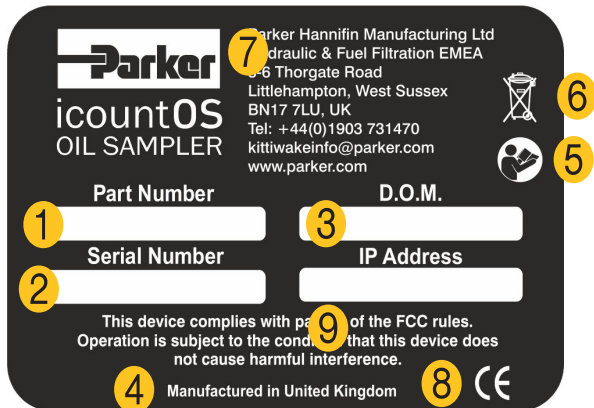 Parker
icountOS
OIL SAMPLER
7
Parker Hannifin Manufacturing Ltd
Hydraulic & Fuel Filtration EMEA
-6 Thorgate Road
Littlehampton, West Sussex
BN17 7LU, UK
Tel: +44(0)1903 731470
kittiwakeinfo@parker.com
www.parker.com
6
5
Part Number
D.O.M.
1
3
Serial Number
IP Address
2
This device complies with of the FCC rules.
9
Operation is subject to the that this device does
not cause harmful interference.
4
Manufactured in United Kingdom
8
CE